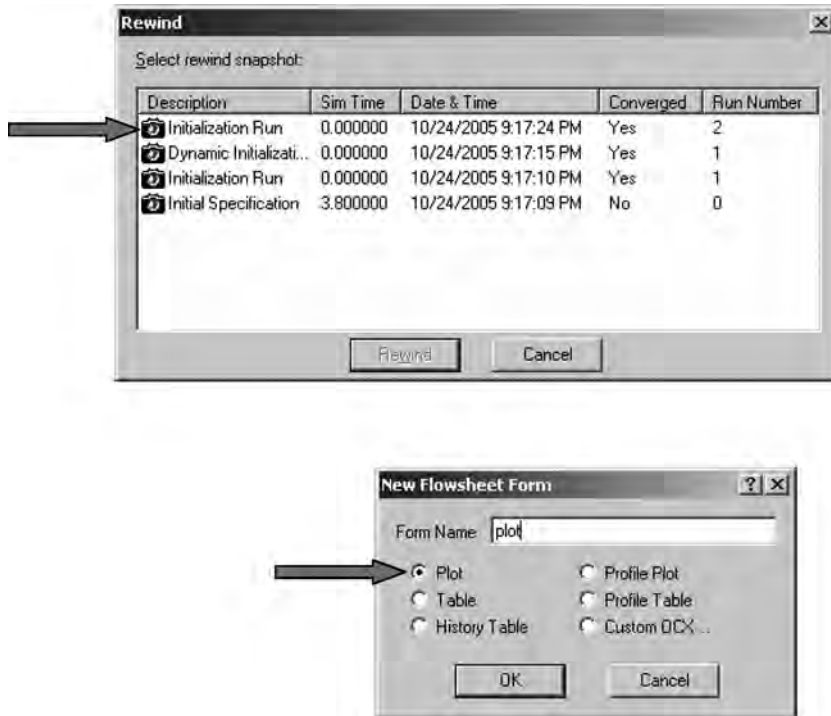 Rewind
Select rewind snapshot:
Description Sim Time Date & Time Converged Run Number
Initialization Run 0.000000 10/24/2005 9:17:24 PM Yes 2
Dynamic Initializati... 0.000000 10/24/2005 9:17:15 PM Yes 1
Initialization Run 0.000000 10/24/2005 9:17:10 PM Yes 1
Initial Specification 3.800000 10/24/2005 9:17:09 PM No 0
Rewind Cancel
New Flowsheet Form
Form Name plot
Plot Profile Plot
Table Profile Table
History Table Custom OCX ...
OK Cancel